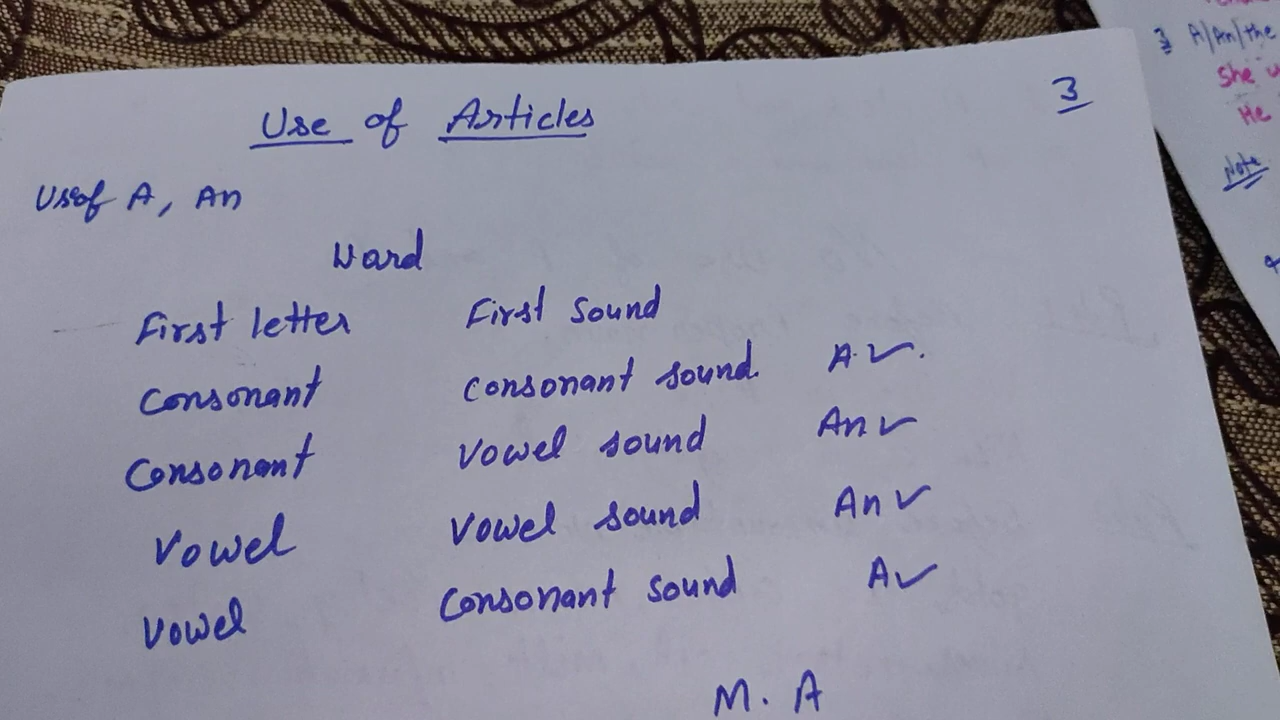 Use of Articles
3
Use of A, An
Word
First letter First Sound
Consonant Consonant sound. A ✓.
Consonant Vowel sound An ✓
Vowel Vowel sound An ✓
Vowel Consonant sound A ✓
M. A
3 A/An/the
She
He
Note